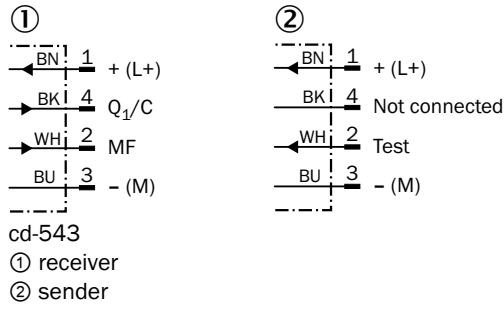 ① ②
BN 1 + (L+) BN 1 + (L+)
BK 4 Q1/C BK 4 Not connected
WH 2 MF WH 2 Test
BU 3 − (M) BU 3 − (M)
cd-543
① receiver
② sender